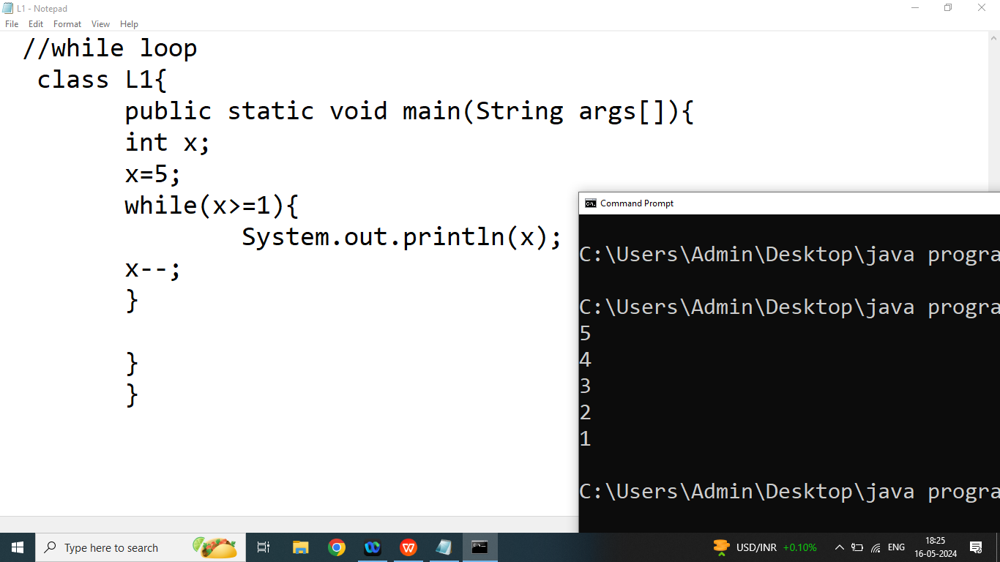 L1 - Notepad
File Edit Format View Help
//while loop
class L1{
public static void main(String args[]){
int x;
x=5;
while(x>=1){
System.out.println(x);
x--;
}
}
}
Command Prompt
C:\Users\Admin\Desktop\java progra
C:\Users\Admin\Desktop\java progra
5
4
3
2
1
C:\Users\Admin\Desktop\java progra
Type here to search
USD/INR +0.10%
ENG
18:25
16-05-2024